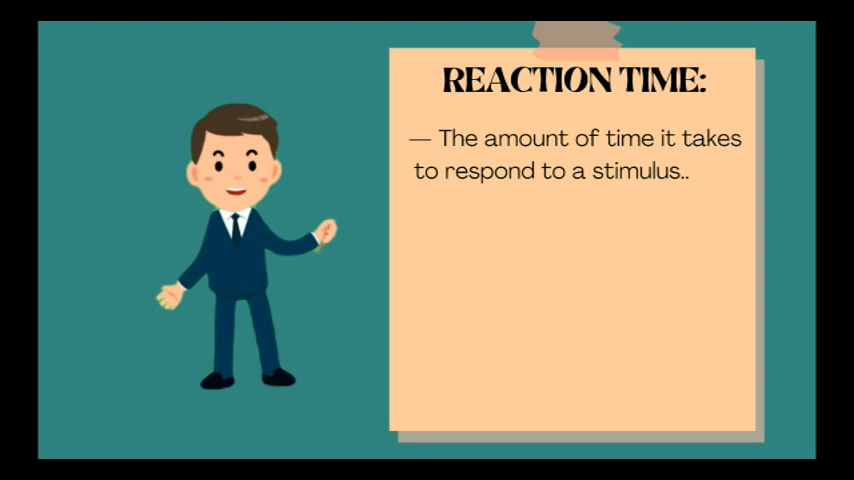 REACTION TIME:
— The amount of time it takes
to respond to a stimulus..